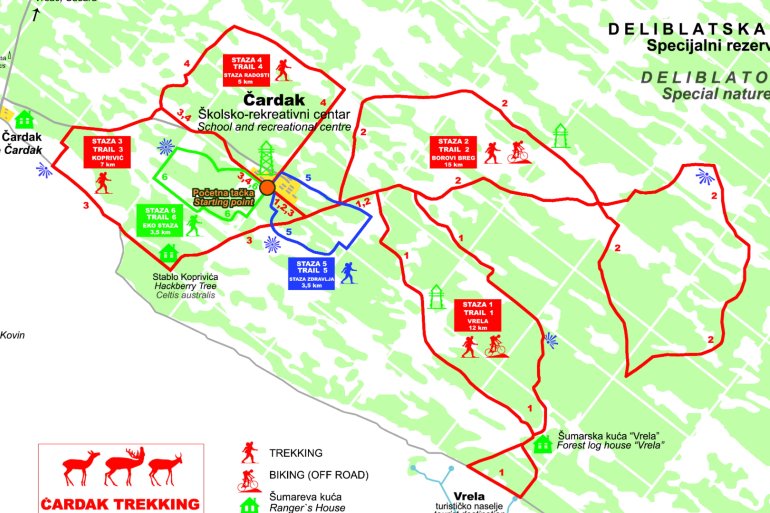 DELIBLATSKA
Specijalni rezerv
DELIBLATO
Special nature
STAZA 4
TRAIL 4
STAZA RADOSTI
5 km
4
4
3,4
Čardak
Školsko-rekreativni centar
School and recreational centre
Čardak
Čardak
STAZA 3
TRAIL 3
KOPRIVIĆ
7 km
3
3
6
6
3,4
Početna tačka
Starting point
1,2,3
STAZA 6
TRAIL 6
EKO STAZA
3,5 km
5
5
STAZA 5
TRAIL 5
STAZA ZDRAVLJA
3,5 km
Stablo Koprivića
Hackberry Tree
Celtis australis
2
2
2
2
2
2
1,2
STAZA 2
TRAIL 2
BOROVI BREG
15 km
1
1
1
1
1
STAZA 1
TRAIL 1
VRELA
12 km
Kovin
Šumarska kuća "Vrela"
Forest log house "Vrela"
Vrela
turističko naselje
ČARDAK TREKKING
TREKKING
BIKING (OFF ROAD)
Šumareva kuća
Ranger`s House